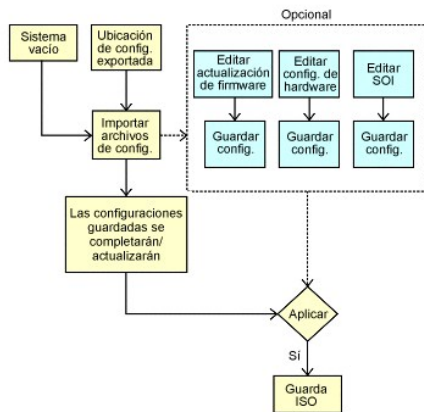 Opcional
Sistema
vacío
Ubicación
de config.
exportada
Editar
actualización
de firmware
Editar
config. de
hardware
Editar
SOI
Importar
archivos
de config.
Guardar
config.
Guardar
config.
Guardar
config.
Las configuraciones
guardadas se
completarán/
actualizarán
Aplicar
Sí
Guarda
ISO